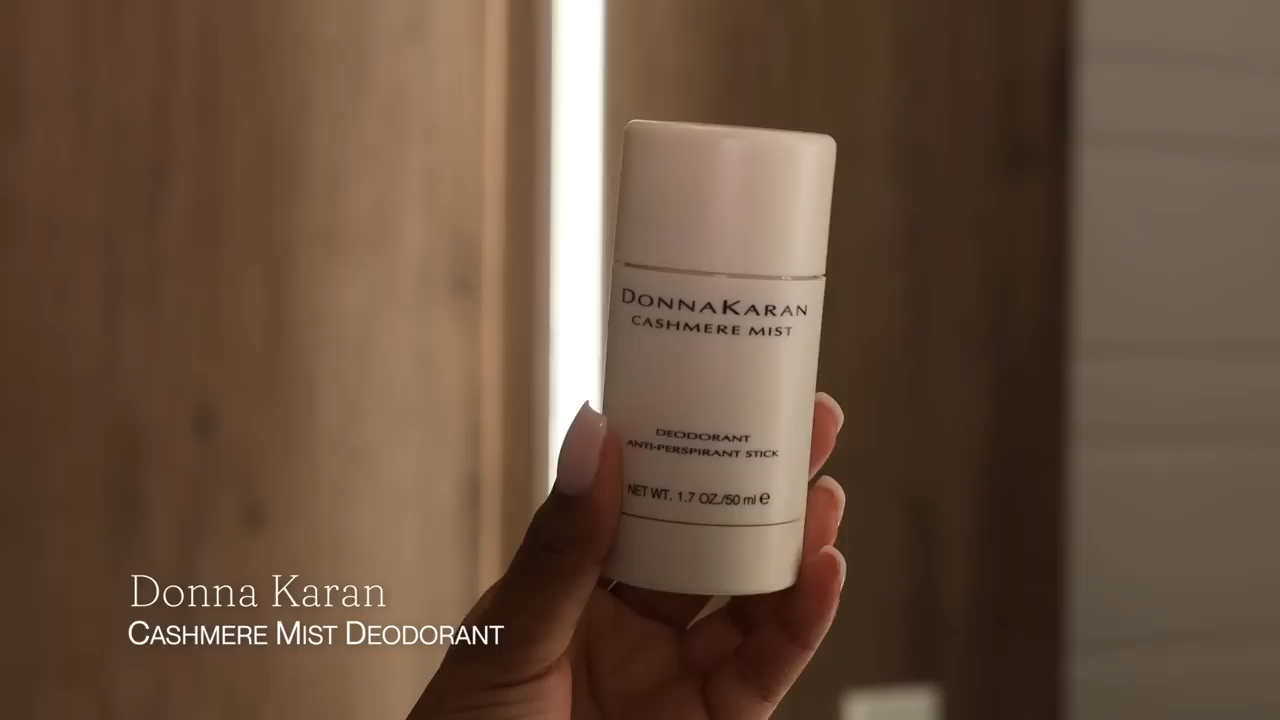 DONNAKARAN
CASHMERE MIST
DEODORANT
ANTI-PERSPIRANT STICK
NET WT. 1.7 OZ./50 ml ℮
Donna Karan
CASHMERE MIST DEODORANT